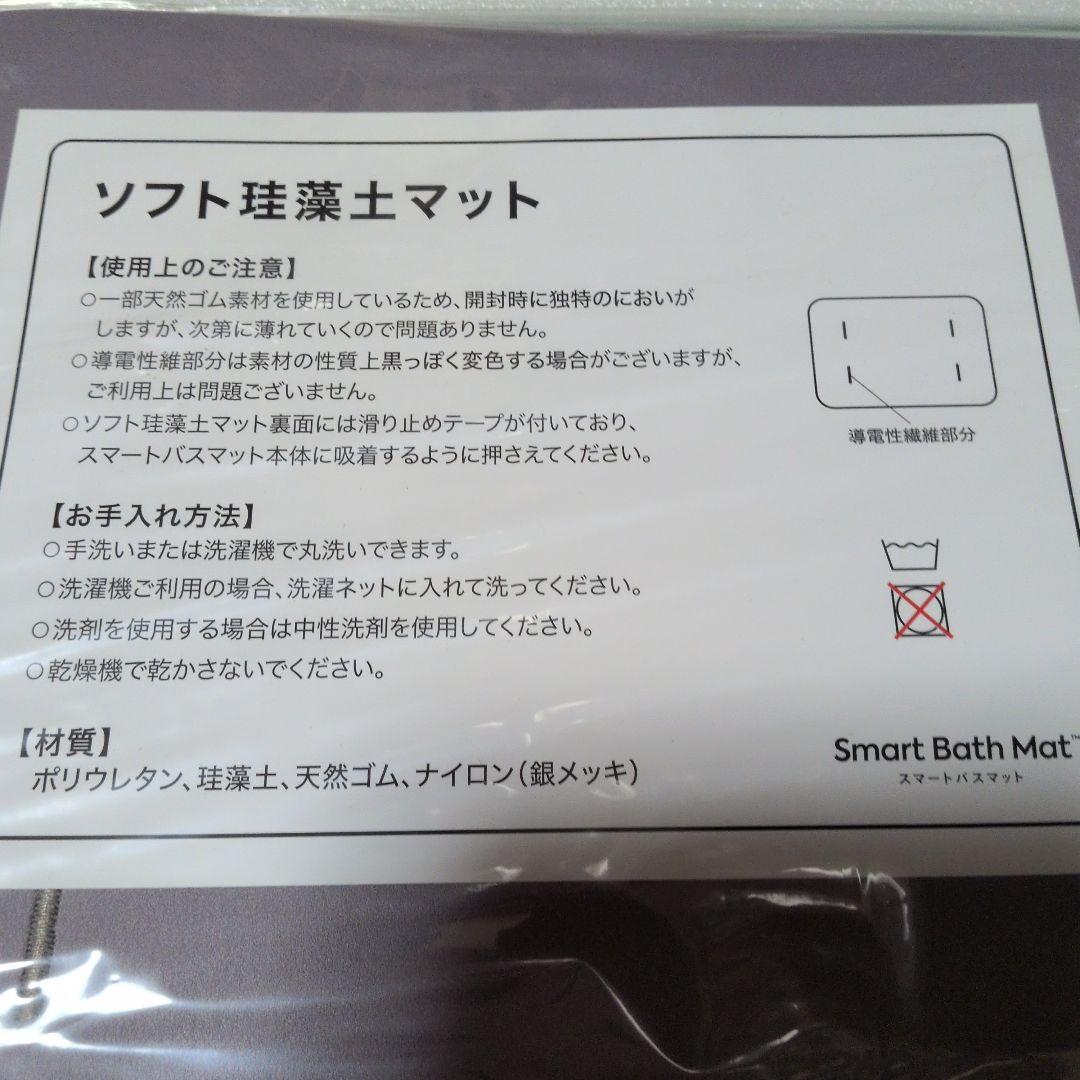 ソフト珪藻土マット
【使用上のご注意】
○一部天然ゴム素材を使用しているため、開封時に独特のにおいが
しますが、次第に薄れていくので問題ありません。
○導電性維部分は素材の性質上黒っぽく変色する場合がございますが、
ご利用上は問題ございません。
○ソフト珪藻土マット裏面には滑り止めテープが付いており、
スマートバスマット本体に吸着するように押さえてください。
導電性繊維部分
【お手入れ方法】
○手洗いまたは洗濯機で丸洗いできます。
○洗濯機ご利用の場合、洗濯ネットに入れて洗ってください。
○洗剤を使用する場合は中性洗剤を使用してください。
○乾燥機で乾かさないでください。
【材質】
ポリウレタン、珪藻土、天然ゴム、ナイロン（銀メッキ）
Smart Bath Mat™
スマートバスマット